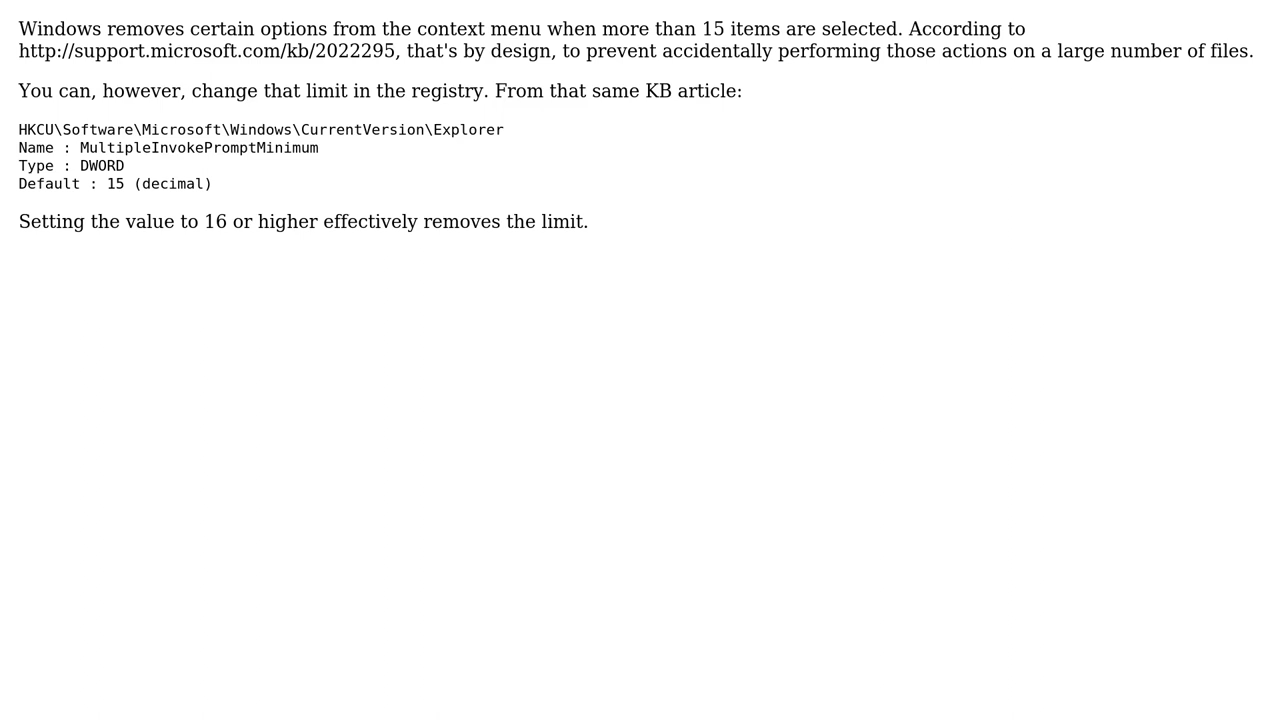 Windows removes certain options from the context menu when more than 15 items are selected. According to
http://support.microsoft.com/kb/2022295, that's by design, to prevent accidentally performing those actions on a large number of files.
You can, however, change that limit in the registry. From that same KB article:
HKCU\Software\Microsoft\Windows\CurrentVersion\Explorer
Name : MultipleInvokePromptMinimum
Type : DWORD
Default : 15 (decimal)
Setting the value to 16 or higher effectively removes the limit.